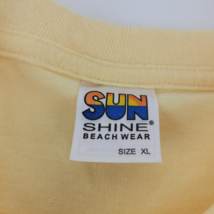 SUN
SHINE®
BEACH WEAR
SIZE XL